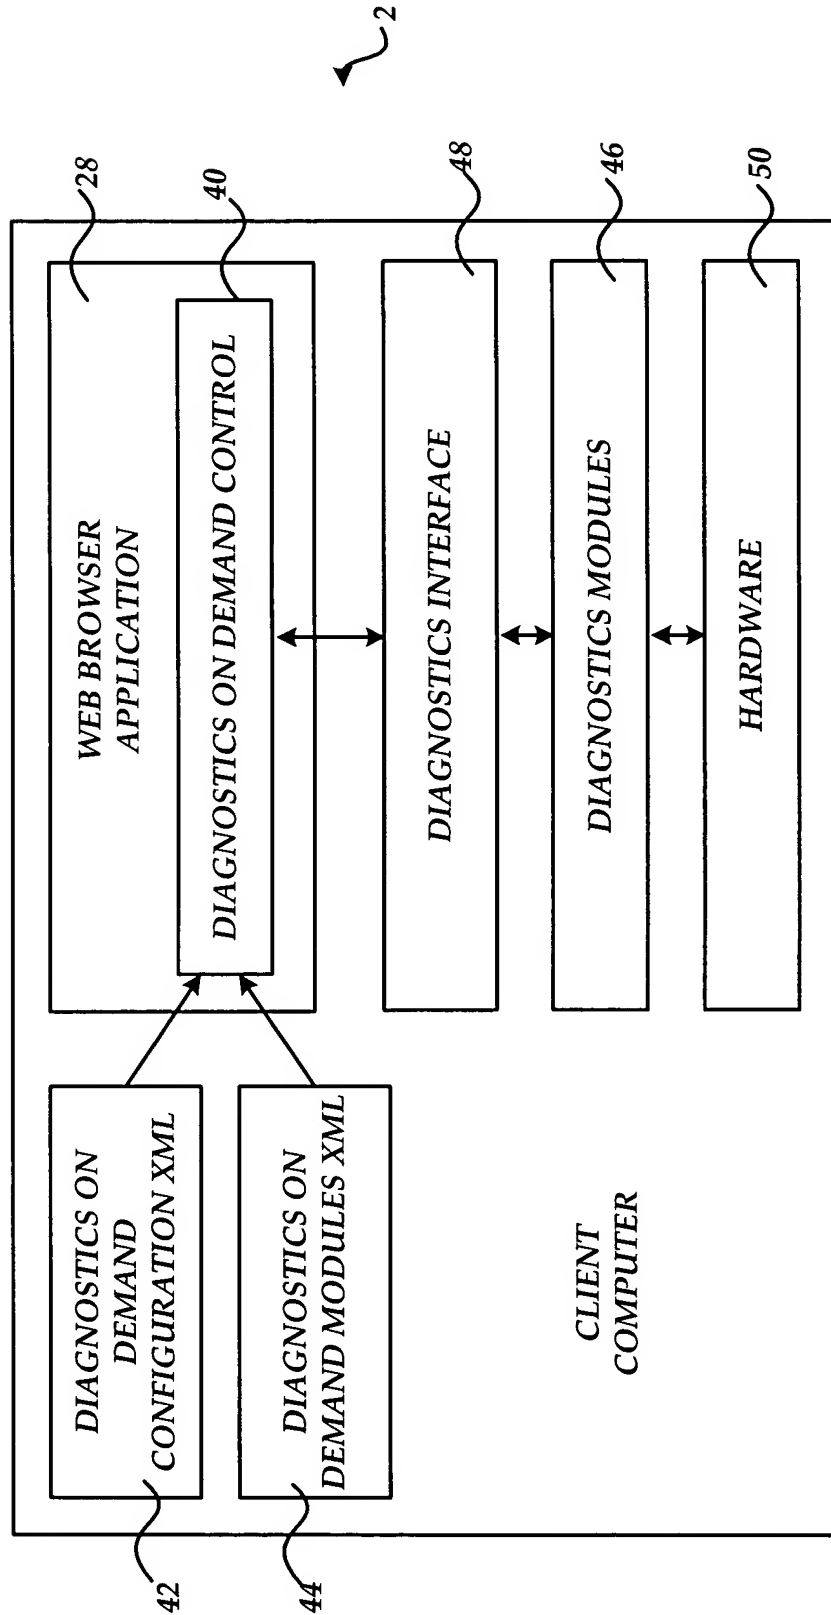 2
28
WEB BROWSER
APPLICATION
40
DIAGNOSTICS ON DEMAND CONTROL
42
DIAGNOSTICS ON
DEMAND
CONFIGURATION XML
44
DIAGNOSTICS ON
DEMAND MODULES XML
48
DIAGNOSTICS INTERFACE
46
DIAGNOSTICS MODULES
50
HARDWARE
CLIENT
COMPUTER